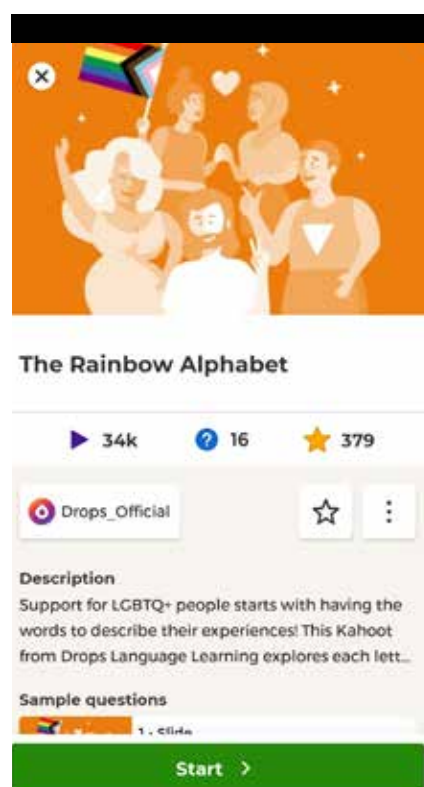 The Rainbow Alphabet
34k 16 379
Drops_Official
Description
Support for LGBTQ+ people starts with having the
words to describe their experiences! This Kahoot
from Drops Language Learning explores each lett...
Sample questions
1 - Slide
Start